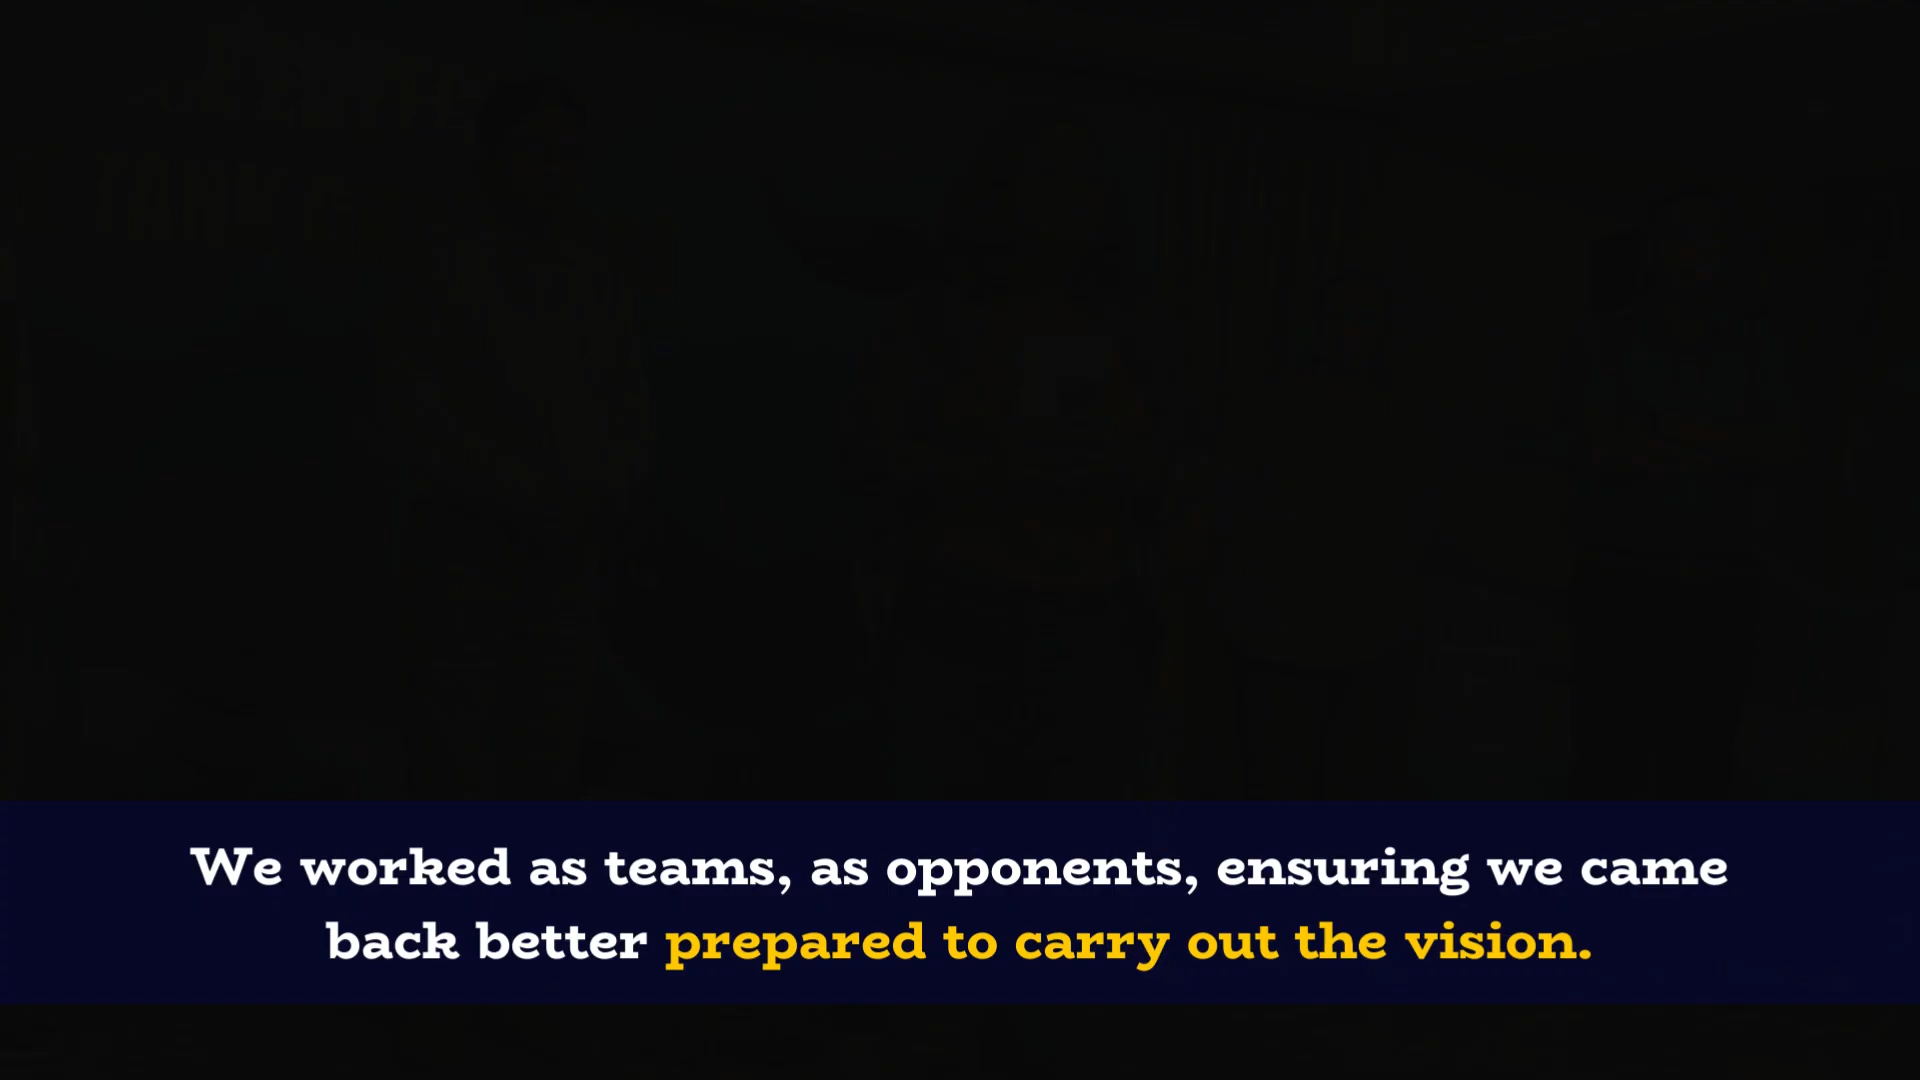 We worked as teams, as opponents, ensuring we came
back better prepared to carry out the vision.